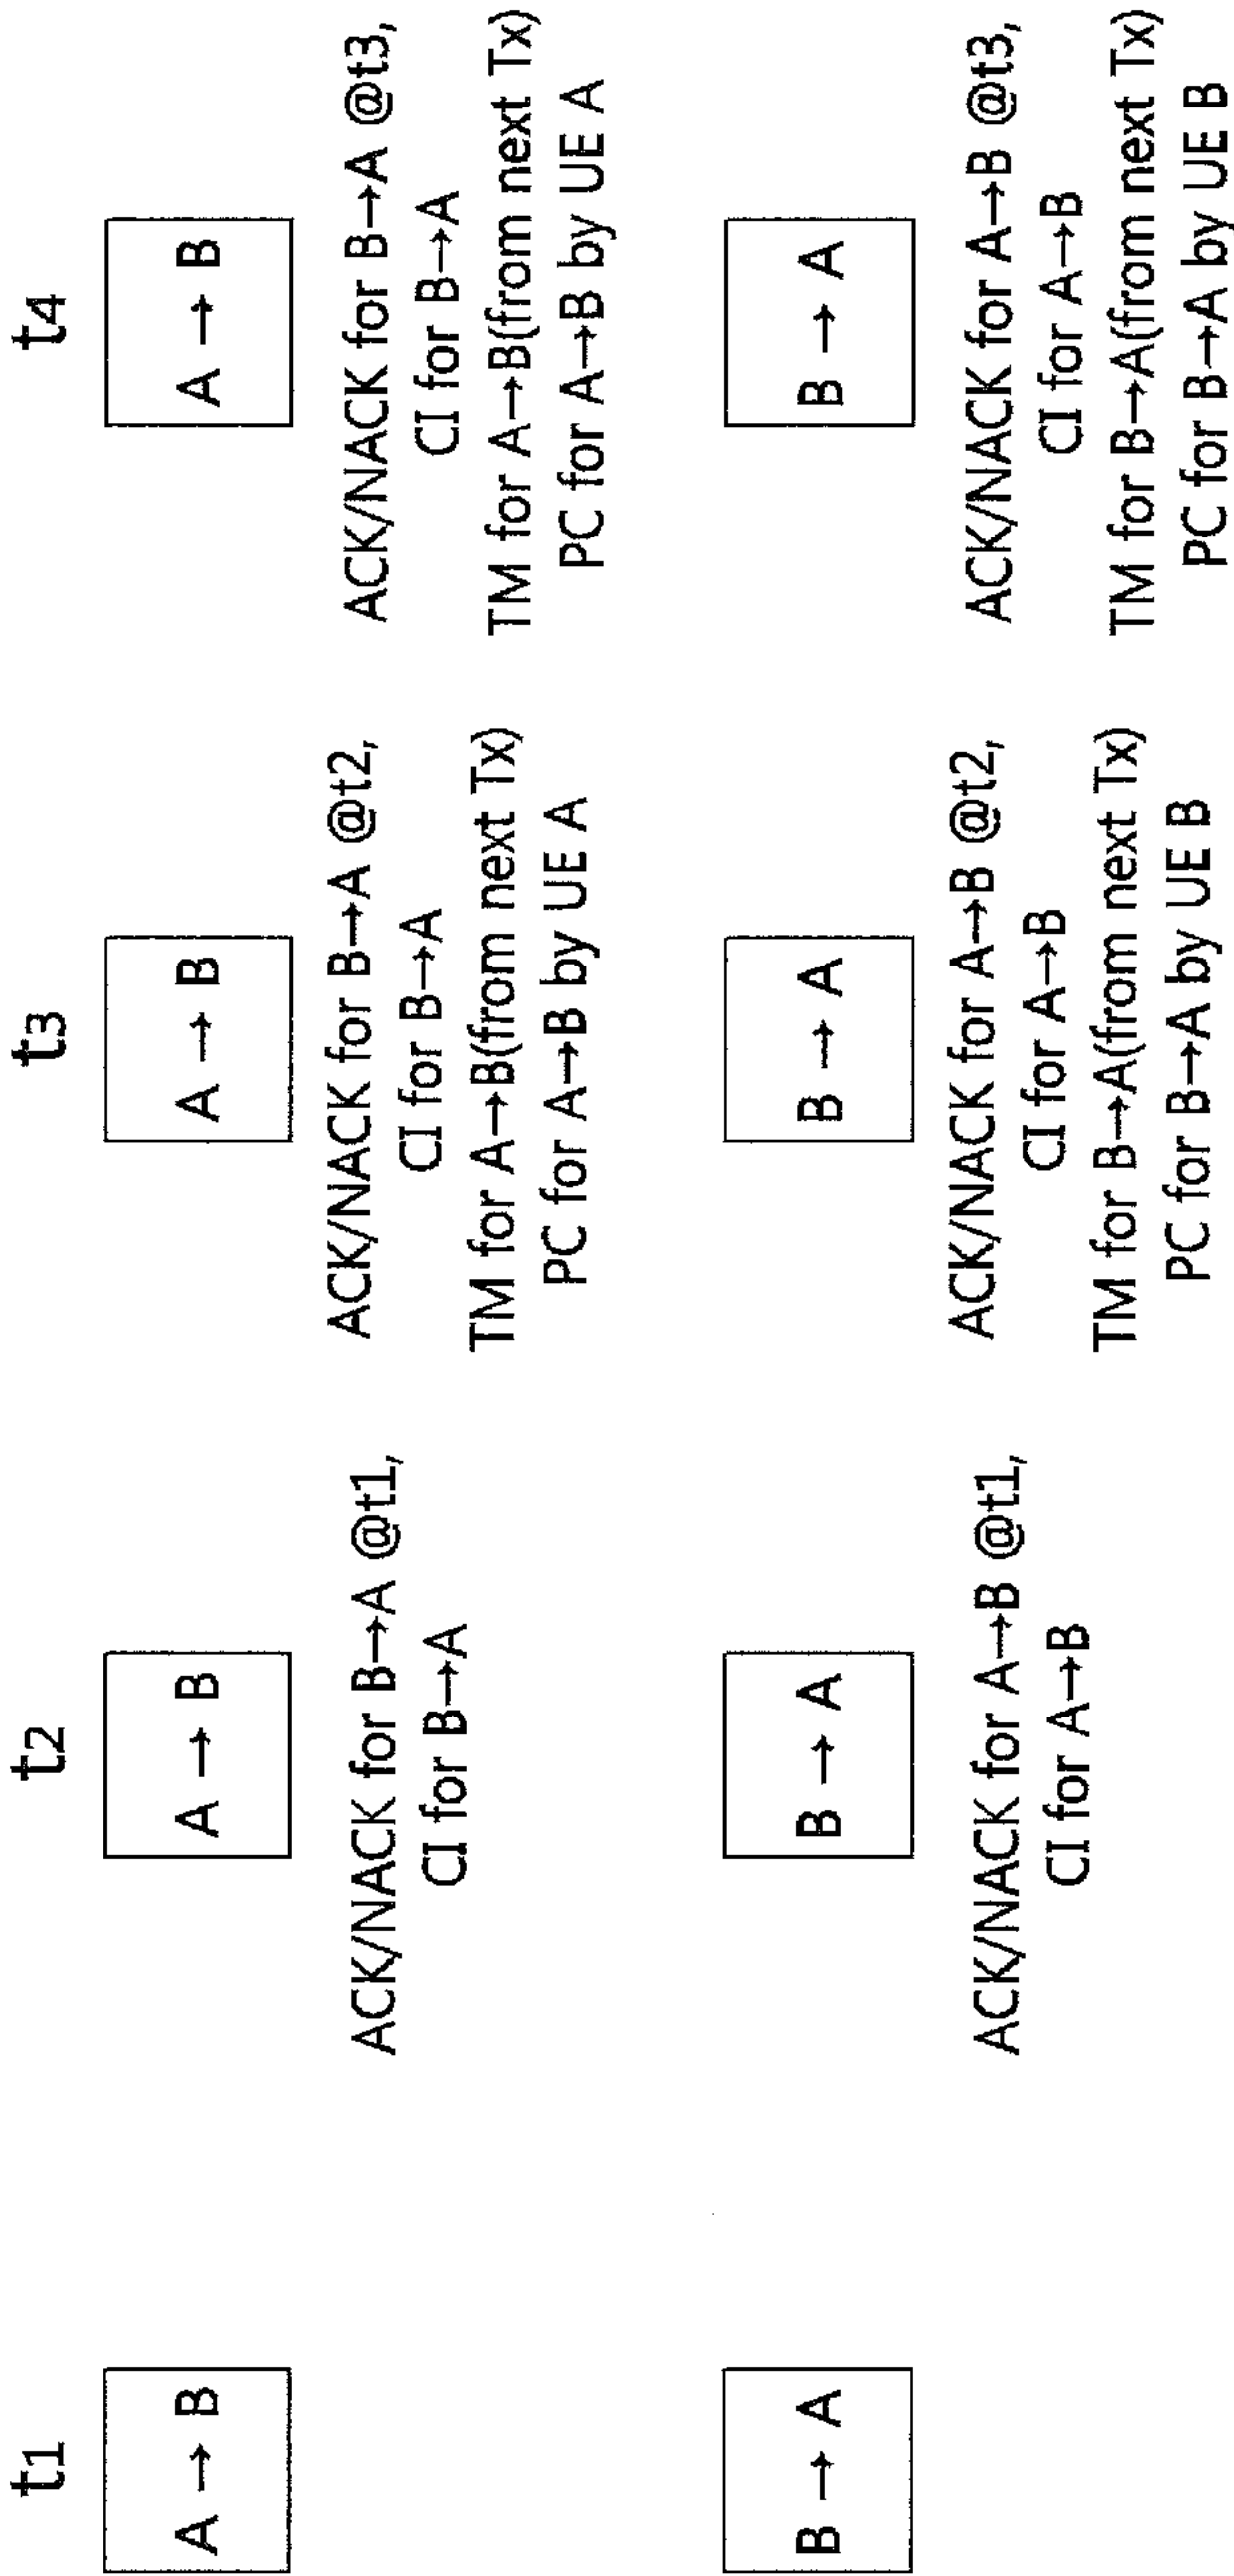 t1
A → B
B → A
t2
A → B
ACK/NACK for B→A @t1,
CI for B→A
B → A
ACK/NACK for A→B @t1,
CI for A→B
t3
A → B
ACK/NACK for B→A @t2,
CI for B→A
TM for A→B(from next Tx)
PC for A→B by UE A
B → A
ACK/NACK for A→B @t2,
CI for A→B
TM for B→A(from next Tx)
PC for B→A by UE B
t4
A → B
ACK/NACK for B→A @t3,
CI for B→A
TM for A→B(from next Tx)
PC for A→B by UE A
B → A
ACK/NACK for A→B @t3,
CI for A→B
TM for B→A(from next Tx)
PC for B→A by UE B